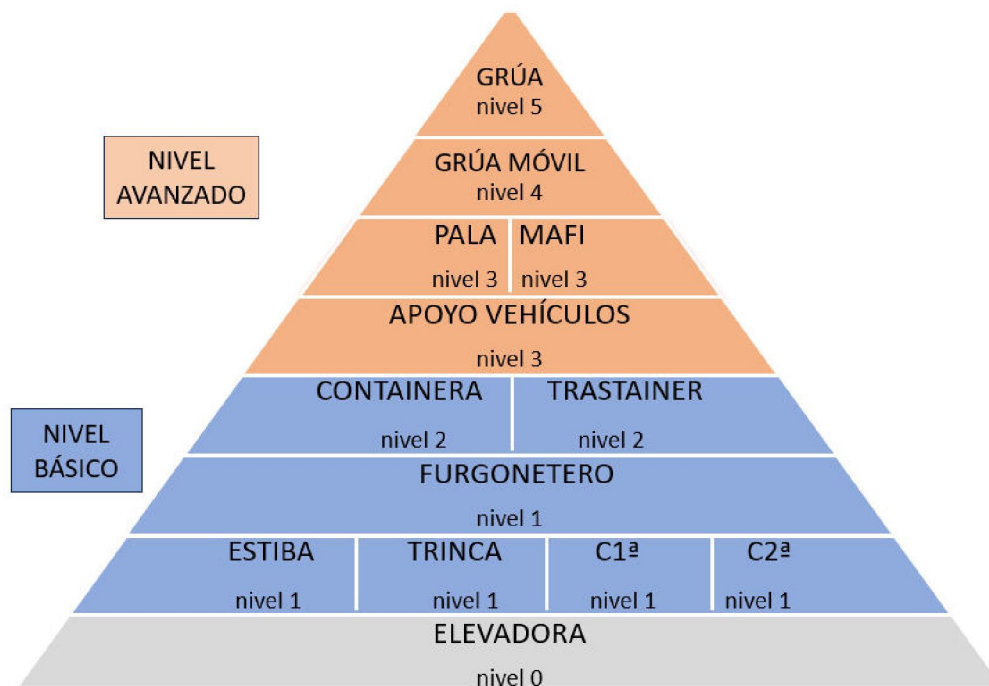 GRÚA
nivel 5
NIVEL
AVANZADO
GRÚA MÓVIL
nivel 4
PALA MAFI
nivel 3 nivel 3
APOYO VEHÍCULOS
nivel 3
CONTAINERA TRASTAINER
nivel 2 nivel 2
NIVEL
BÁSICO
FURGONETERO
nivel 1
ESTIBA TRINCA C1ª C2ª
nivel 1 nivel 1 nivel 1 nivel 1
ELEVADORA
nivel 0